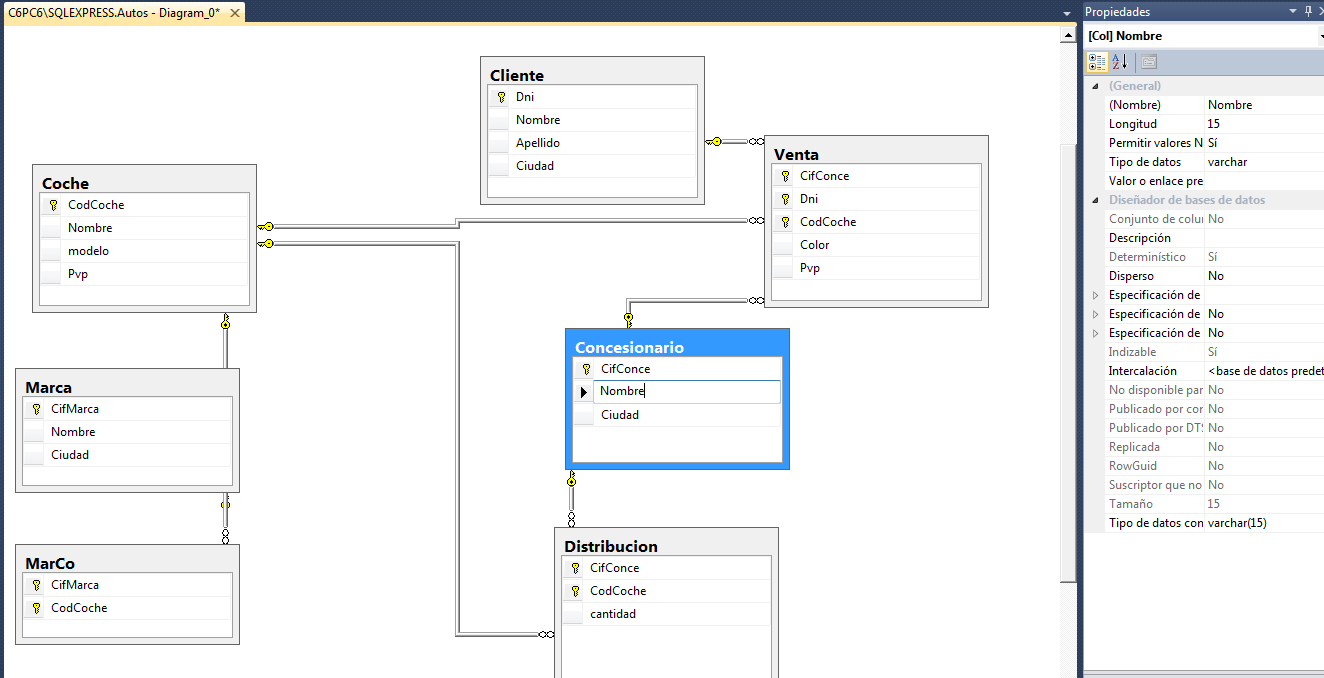 C6PC6\SQLEXPRESS.Autos - Diagram_0*
Cliente
Dni
Nombre
Apellido
Ciudad
Venta
CifConce
Dni
CodCoche
Color
Pvp
Coche
CodCoche
Nombre
modelo
Pvp
Concesionario
CifConce
Nombre
Ciudad
Marca
CifMarca
Nombre
Ciudad
MarCo
CifMarca
CodCoche
Distribucion
CifConce
CodCoche
cantidad
Propiedades
[Col] Nombre
(General)
(Nombre) Nombre
Longitud 15
Permitir valores N Sí
Tipo de datos varchar
Valor o enlace pre
Diseñador de bases de datos
Conjunto de colu No
Descripción
Determinístico Sí
Disperso No
Especificación de
Especificación de No
Especificación de No
Indizable Sí
Intercalación <base de datos predet
No disponible par No
Publicado por cor No
Publicado por DTS No
Replicada No
RowGuid No
Suscriptor que no No
Tamaño 15
Tipo de datos con varchar(15)